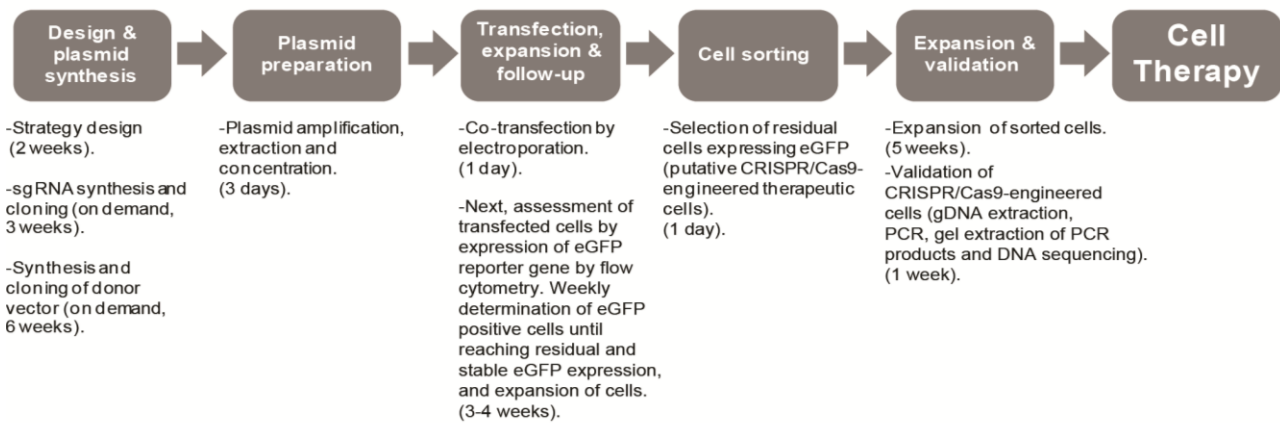 Design &
plasmid
synthesis
Plasmid
preparation
Transfection,
expansion &
follow-up
Cell sorting
Expansion &
validation
Cell
Therapy
-Strategy design
(2 weeks).
-sgRNA synthesis and
cloning (on demand,
3 weeks).
-Synthesis and
cloning of donor
vector (on demand,
6 weeks).
-Plasmid amplification,
extraction and
concentration.
(3 days).
-Co-transfection by
electroporation.
(1 day).
-Next, assessment of
transfected cells by
expression of eGFP
reporter gene by flow
cytometry. Weekly
determination of eGFP
positive cells until
reaching residual and
stable eGFP expression,
and expansion of cells.
(3-4 weeks).
-Selection of residual
cells expressing eGFP
(putative CRISPR/Cas9-
engineered therapeutic
cells).
(1 day).
-Expansion of sorted cells.
(5 weeks).
-Validation of
CRISPR/Cas9-engineered
cells (gDNA extraction,
PCR, gel extraction of PCR
products and DNA sequencing).
(1 week).